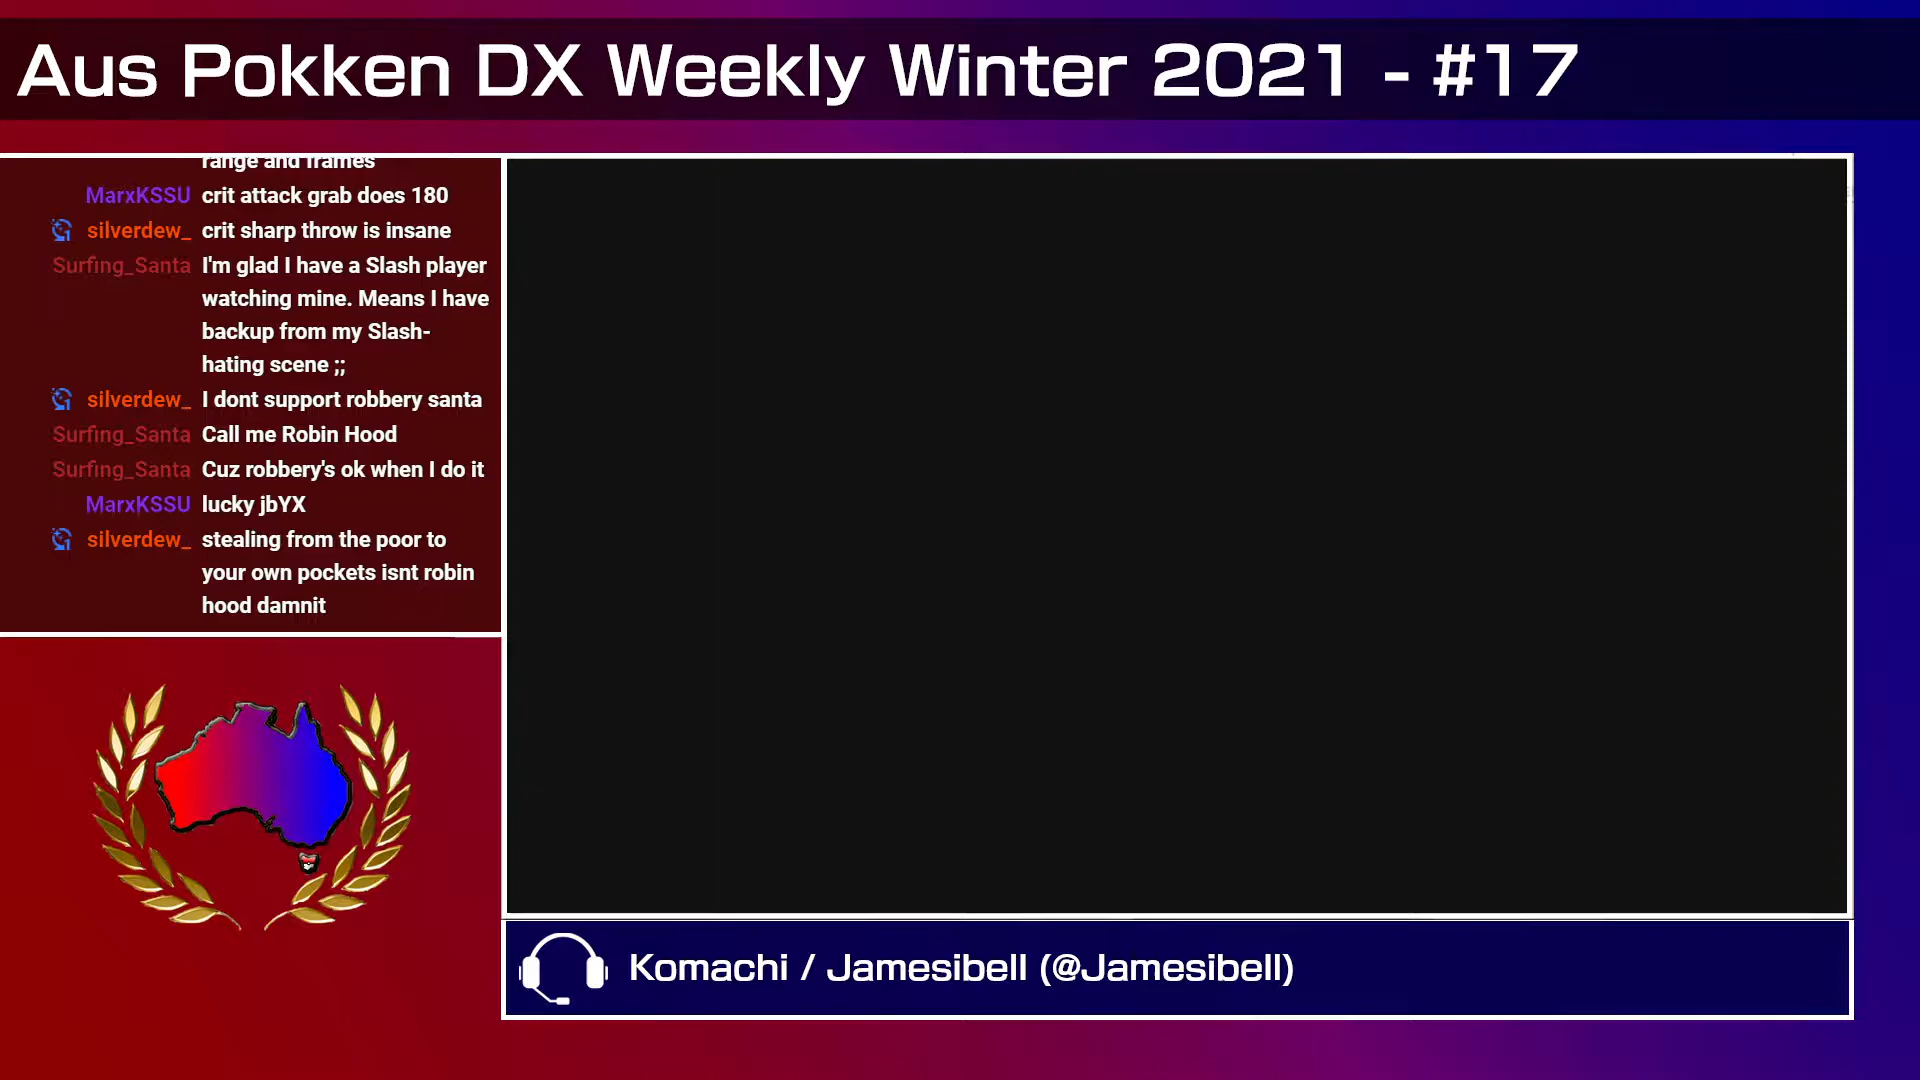 Aus Pokken DX Weekly Winter 2021 - #17
range and frames
MarxKSSU crit attack grab does 180
silverdew_ crit sharp throw is insane
Surfing_Santa I'm glad I have a Slash player
watching mine. Means I have
backup from my Slash-
hating scene ;;
silverdew_ I dont support robbery santa
Surfing_Santa Call me Robin Hood
Surfing_Santa Cuz robbery's ok when I do it
MarxKSSU lucky jbYX
silverdew_ stealing from the poor to
your own pockets isnt robin
hood damnit
Komachi / Jamesibell (@Jamesibell)